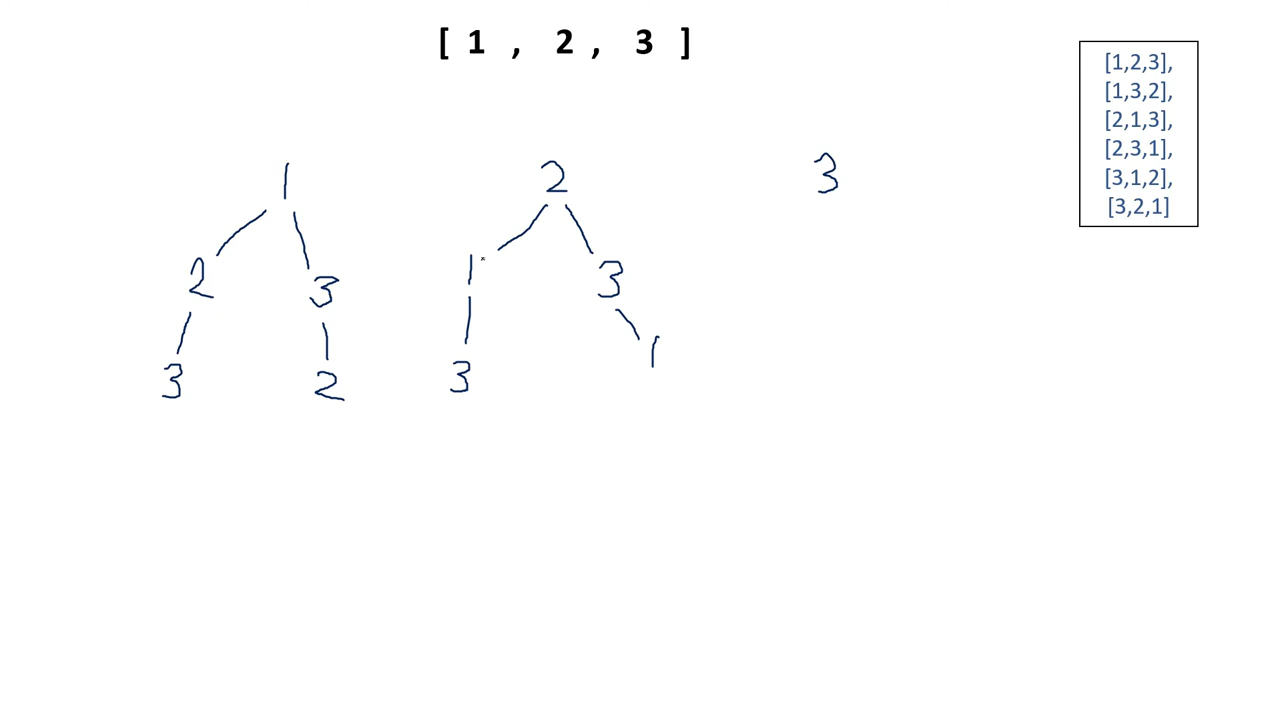 [ 1 , 2 , 3 ]
[1,2,3],
[1,3,2],
[2,1,3],
[2,3,1],
[3,1,2],
[3,2,1]
1 2 3
2 3 1 3
3 2 3 1